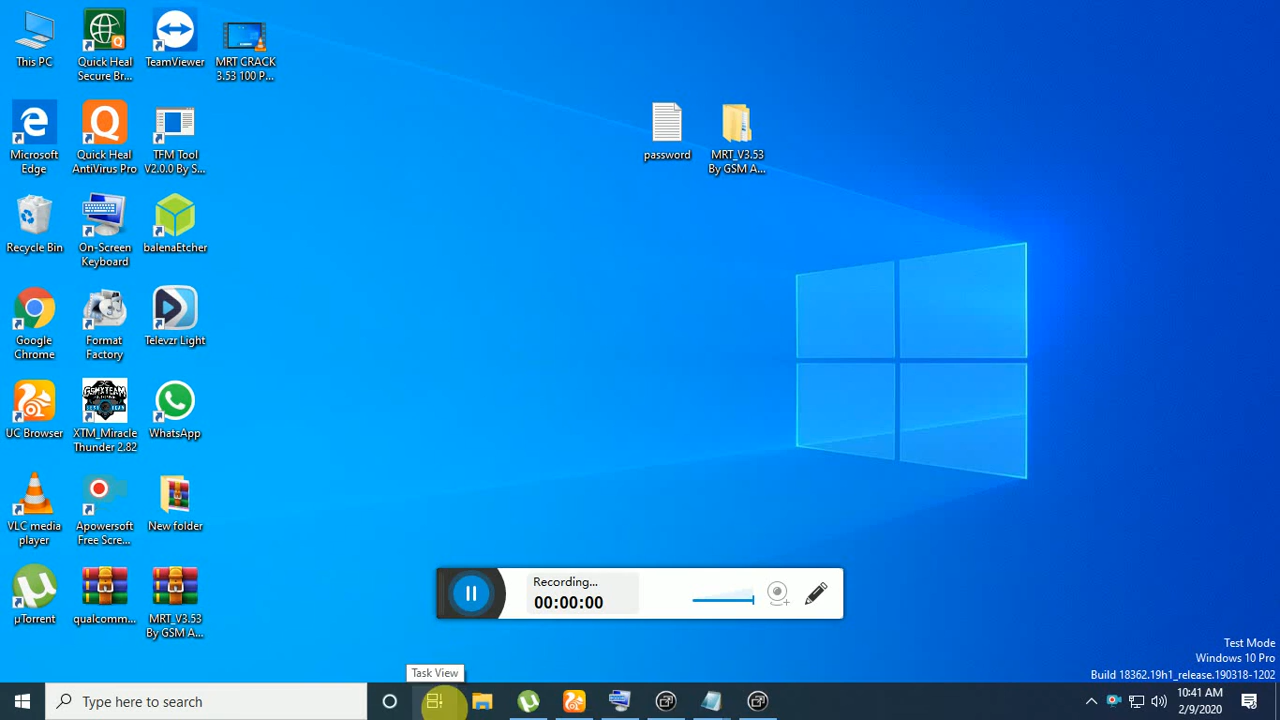 This PC
Quick Heal
Secure Br...
TeamViewer
MRT CRACK
3.53 100 P...
Microsoft
Edge
Quick Heal
AntiVirus Pro
TFM Tool
V2.0.0 By S...
password
MRT_V3.53
By GSM A...
Recycle Bin
On-Screen
Keyboard
balenaEtcher
Google
Chrome
Format
Factory
Televzr Light
UC Browser
XTM_Miracle
Thunder 2.82
WhatsApp
VLC media
player
Apowersoft
Free Scre...
New folder
µTorrent
qualcomm...
MRT_V3.53
By GSM A...
Recording...
00:00:00
Test Mode
Windows 10 Pro
Build 18362.19h1_release.190318-1202
Task View
Type here to search
10:41 AM
2/9/2020